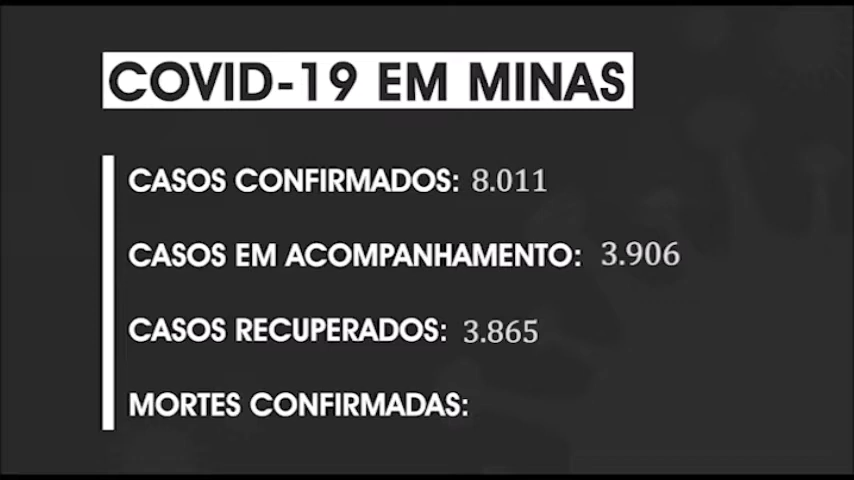 COVID-19 EM MINAS
CASOS CONFIRMADOS: 8.011
CASOS EM ACOMPANHAMENTO: 3.906
CASOS RECUPERADOS: 3.865
MORTES CONFIRMADAS: